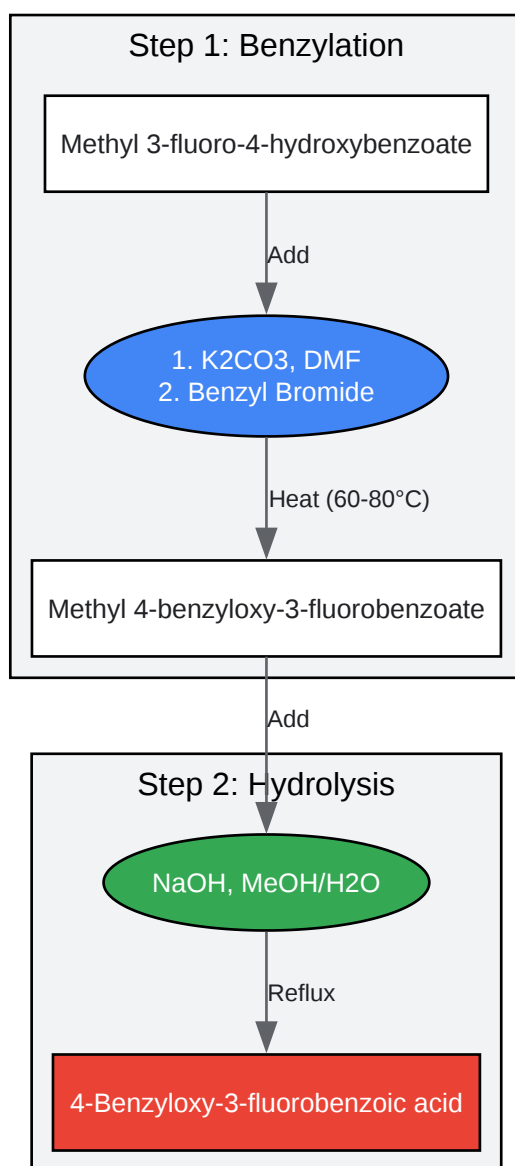 Step 1: Benzylation
Methyl 3-fluoro-4-hydroxybenzoate
Add
1. K2CO3, DMF
2. Benzyl Bromide
Heat (60-80°C)
Methyl 4-benzyloxy-3-fluorobenzoate
Add
Step 2: Hydrolysis
NaOH, MeOH/H2O
Reflux
4-Benzyloxy-3-fluorobenzoic acid